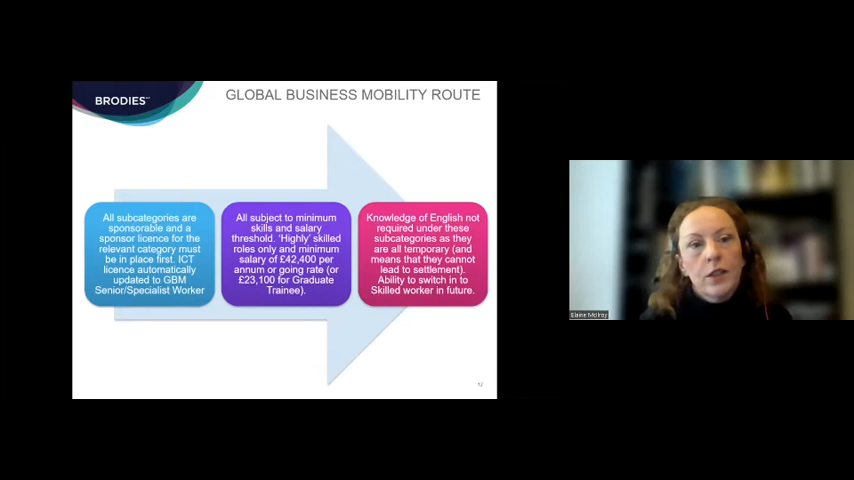 BRODIES LLP
GLOBAL BUSINESS MOBILITY ROUTE
All subcategories are
sponsorable and a
sponsor licence for the
relevant category must
be in place first. ICT
licence automatically
updated to GBM
Senior/Specialist Worker
All subject to minimum
skills and salary
threshold. 'Highly' skilled
roles only and minimum
salary of £42,400 per
annum or going rate (or
£23,100 for Graduate
Trainee).
Knowledge of English not
required under these
subcategories as they
are all temporary (and
means that they cannot
lead to settlement).
Ability to switch in to
Skilled worker in future.
12
Elaine McIlroy